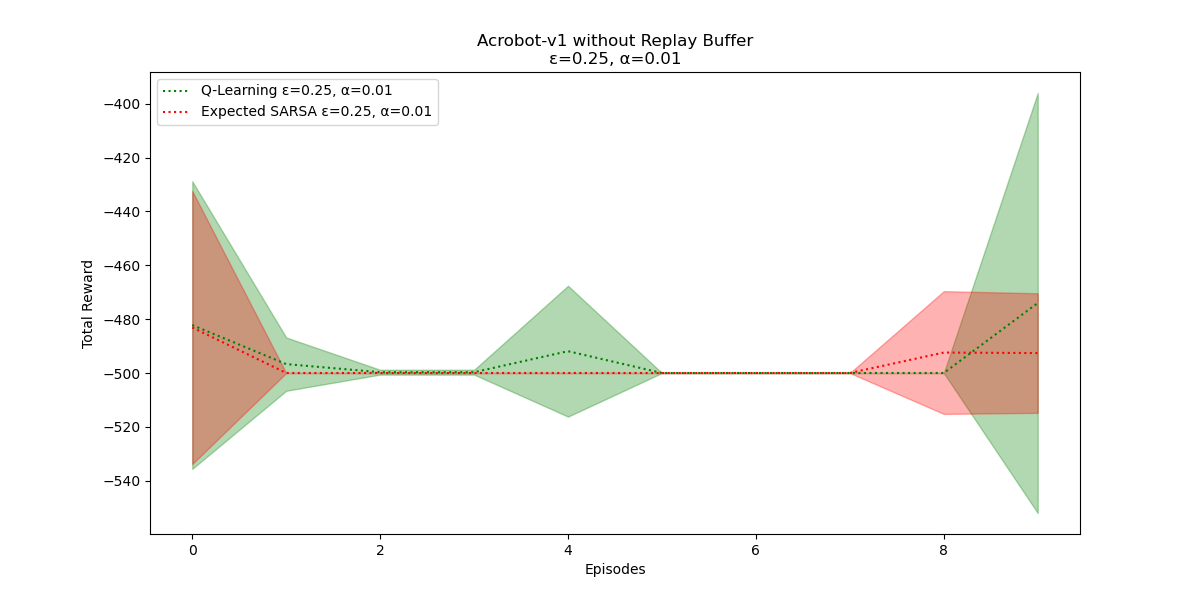 Acrobot-v1 without Replay Buffer
ε=0.25, α=0.01
Q-Learning ε=0.25, α=0.01
Expected SARSA ε=0.25, α=0.01
Total Reward
−400
−420
−440
−460
−480
−500
−520
−540
0 2 4 6 8
Episodes